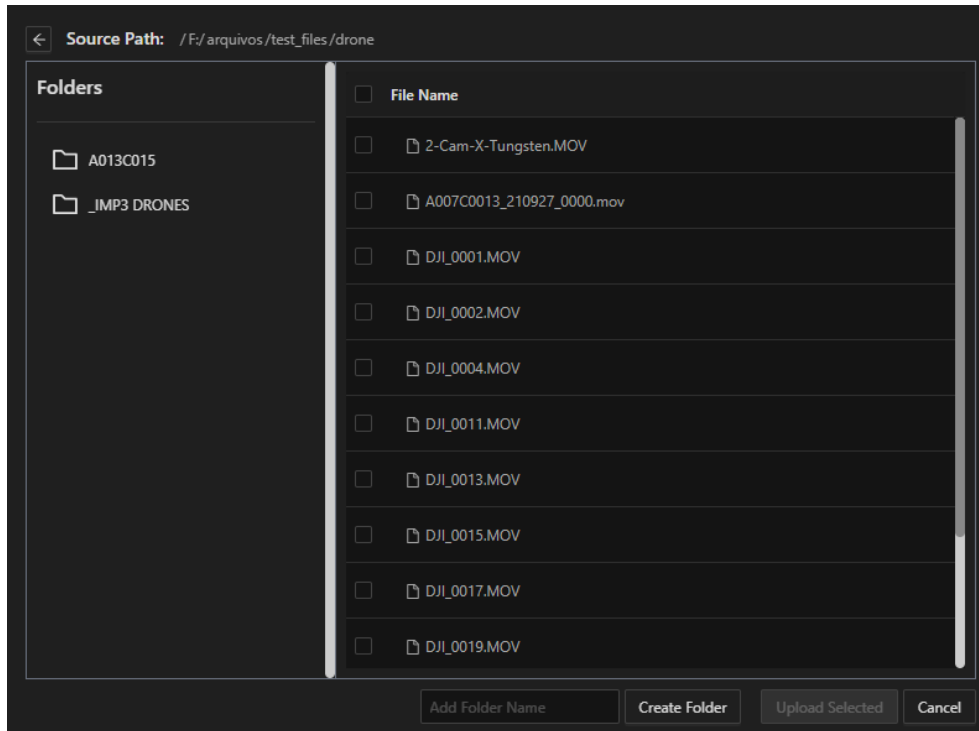 Source Path: /F:/arquivos/test_files/drone
Folders
A013C015
_IMP3 DRONES
File Name
2-Cam-X-Tungsten.MOV
A007C0013_210927_0000.mov
DJI_0001.MOV
DJI_0002.MOV
DJI_0004.MOV
DJI_0011.MOV
DJI_0013.MOV
DJI_0015.MOV
DJI_0017.MOV
DJI_0019.MOV
Add Folder Name Create Folder Upload Selected Cancel